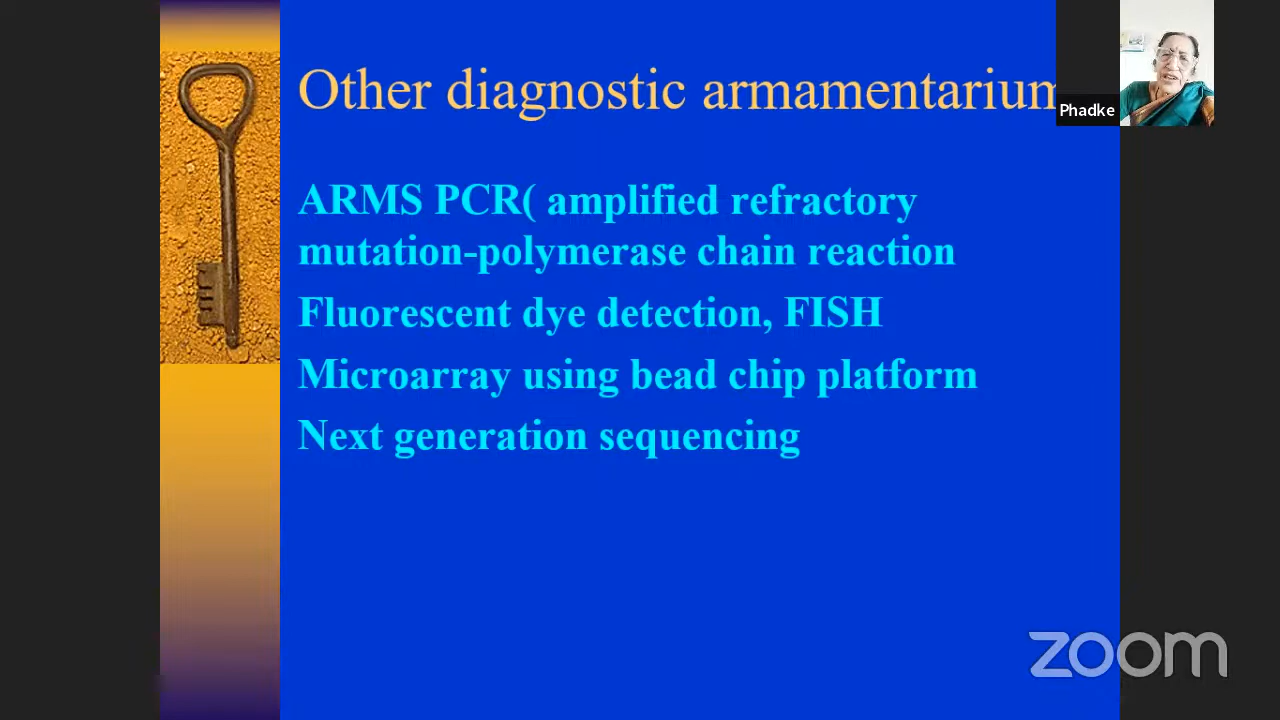 Other diagnostic armamentarium
Phadke
ARMS PCR( amplified refractory
mutation-polymerase chain reaction
Fluorescent dye detection, FISH
Microarray using bead chip platform
Next generation sequencing
zoom